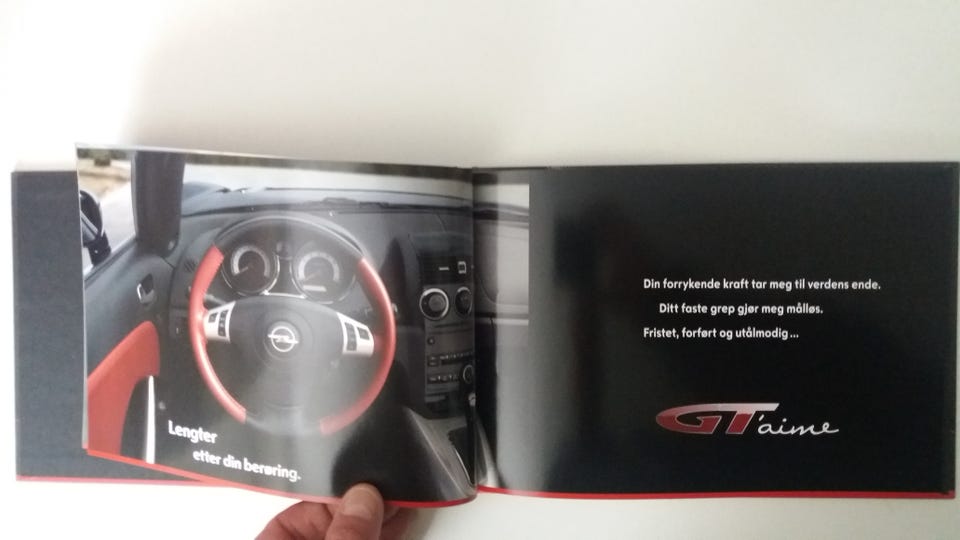 Lengter
etter din berøring.
Din forrykende kraft tar meg til verdens ende.
Ditt faste grep gjør meg målløs.
Fristet, forført og utålmodig ...
GT'aime